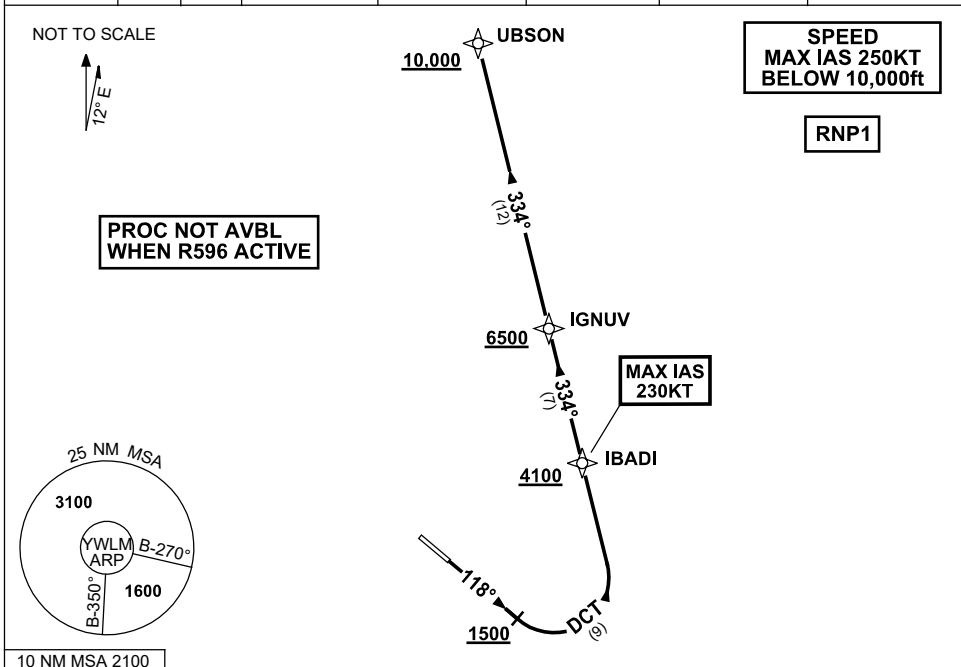 NOT TO SCALE
12° E
UBSON
10,000
SPEED
MAX IAS 250KT
BELOW 10,000ft
RNP1
334°
(12)
PROC NOT AVBL
WHEN R596 ACTIVE
IGNUV
6500
MAX IAS
230KT
334°
(7)
IBADI
4100
25 NM MSA
3100
YWLM
ARP
B-270°
B-350°
1600
118°
1500
DCT
(9)
10 NM MSA 2100